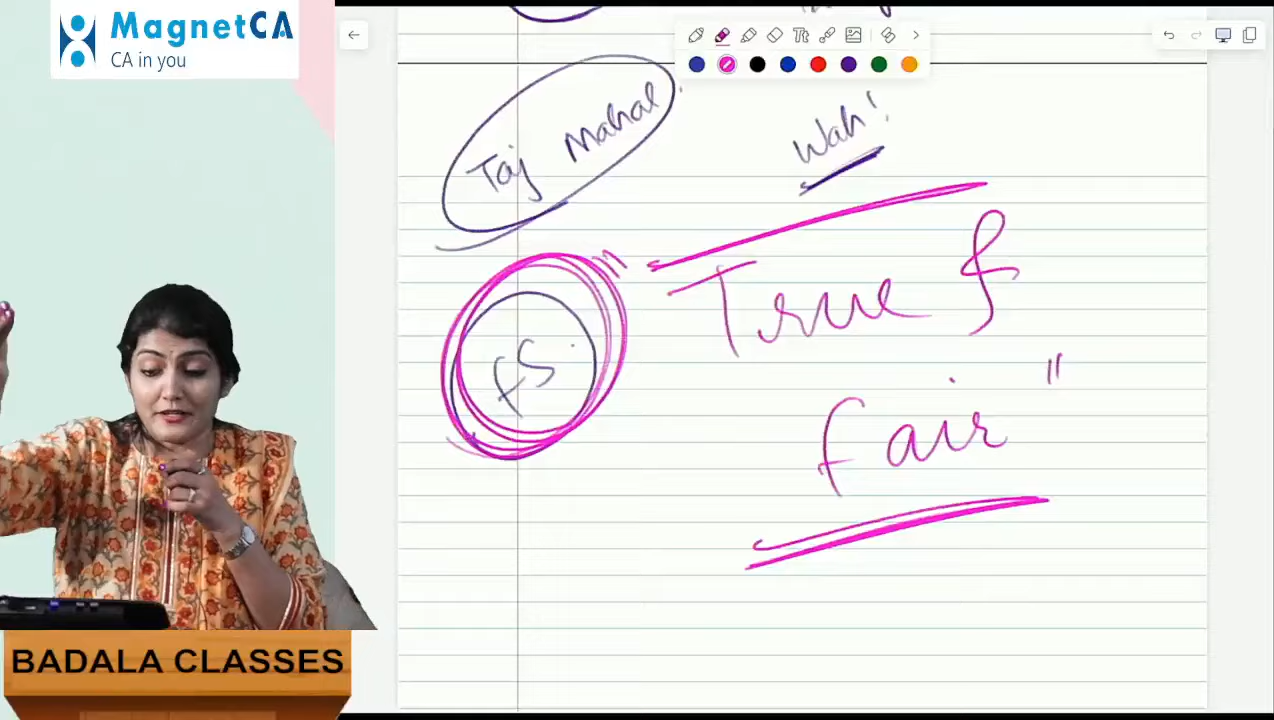 MagnetCA
CA in you
Taj Mahal
Wah!
FS
" True &
Fair "
BADALA CLASSES